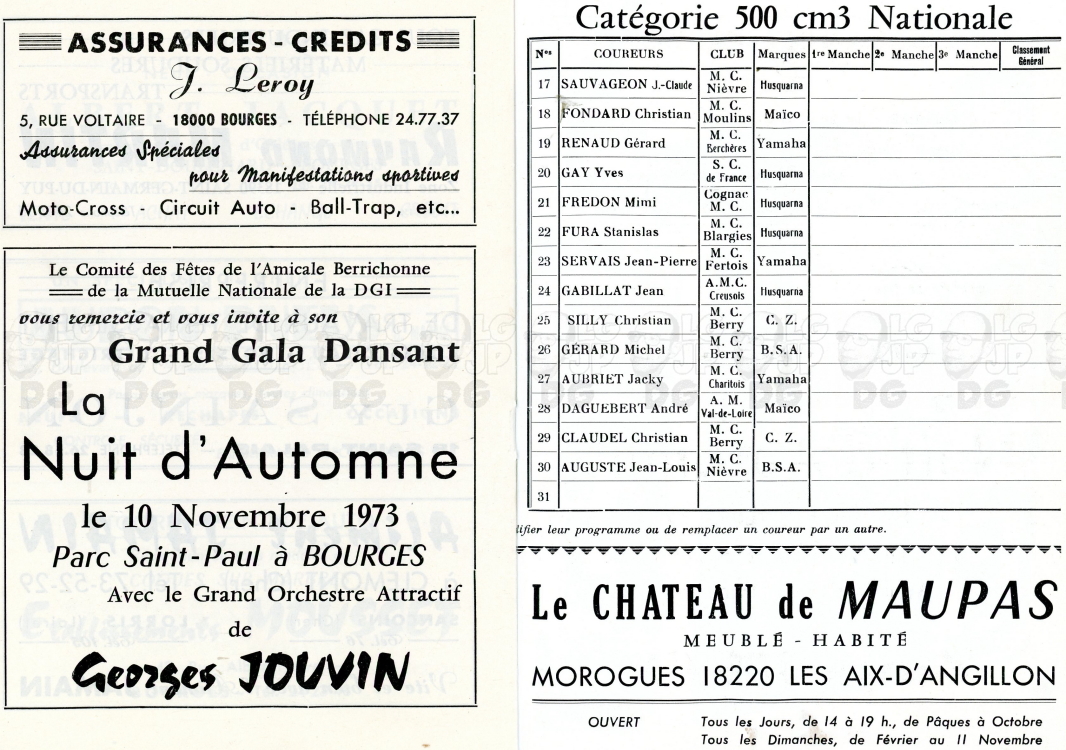 ASSURANCES - CREDITS
J. Leroy
5, RUE VOLTAIRE - 18000 BOURGES - TÉLÉPHONE 24.77.37
Assurances Spéciales
pour Manifestations sportives
Moto-Cross - Circuit Auto - Ball-Trap, etc...
Le Comité des Fêtes de l'Amicale Berrichonne
de la Mutuelle Nationale de la DGI
vous remercie et vous invite à son
Grand Gala Dansant
La
Nuit d'Automne
le 10 Novembre 1973
Parc Saint-Paul à BOURGES
Avec le Grand Orchestre Attractif
de
Georges JOUVIN
Catégorie 500 cm3 Nationale
Nos COUREURS CLUB Marques 1re Manche 2e Manche 3e Manche Classement Général
17 SAUVAGEON J.-Claude M. C. Nièvre Husquarna
18 FONDARD Christian M. C. Moulins Maïco
19 RENAUD Gérard M. C. Berchères Yamaha
20 GAY Yves S. C. de France Husquarna
21 FREDON Mimi Cognac M. C. Husquarna
22 FURA Stanislas M. C. Blargies Husquarna
23 SERVAIS Jean-Pierre M. C. Fertois Yamaha
24 GABILLAT Jean A.M.C. Creusois Husquarna
25 SILLY Christian M. C. Berry C. Z.
26 GÉRARD Michel M. C. Berry B.S.A.
27 AUBRIET Jacky M. C. Charitois Yamaha
28 DAGUEBERT André A. M. Val-de-Loire Maïco
29 CLAUDEL Christian M. C. Berry C. Z.
30 AUGUSTE Jean-Louis M. C. Nièvre B.S.A.
31
lifier leur programme ou de remplacer un coureur par un autre.
Le CHATEAU de MAUPAS
MEUBLÉ - HABITÉ
MOROGUES 18220 LES AIX-D'ANGILLON
OUVERT Tous les Jours, de 14 à 19 h., de Pâques à Octobre
Tous les Dimanches, de Février au 11 Novembre